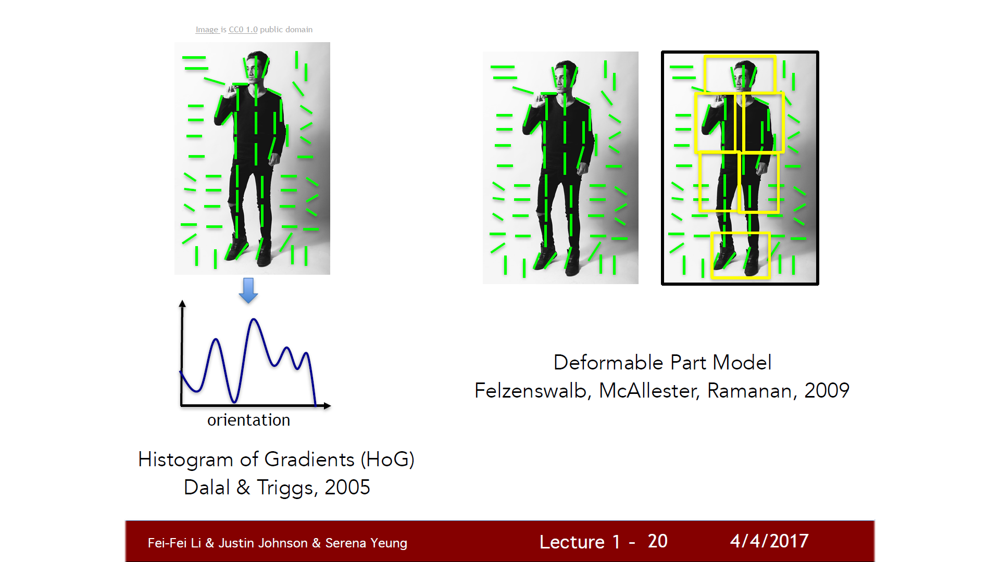 Image is CC0 1.0 public domain
orientation
Histogram of Gradients (HoG)
Dalal & Triggs, 2005
Deformable Part Model
Felzenswalb, McAllester, Ramanan, 2009
Fei-Fei Li & Justin Johnson & Serena Yeung
Lecture 1 - 20
4/4/2017